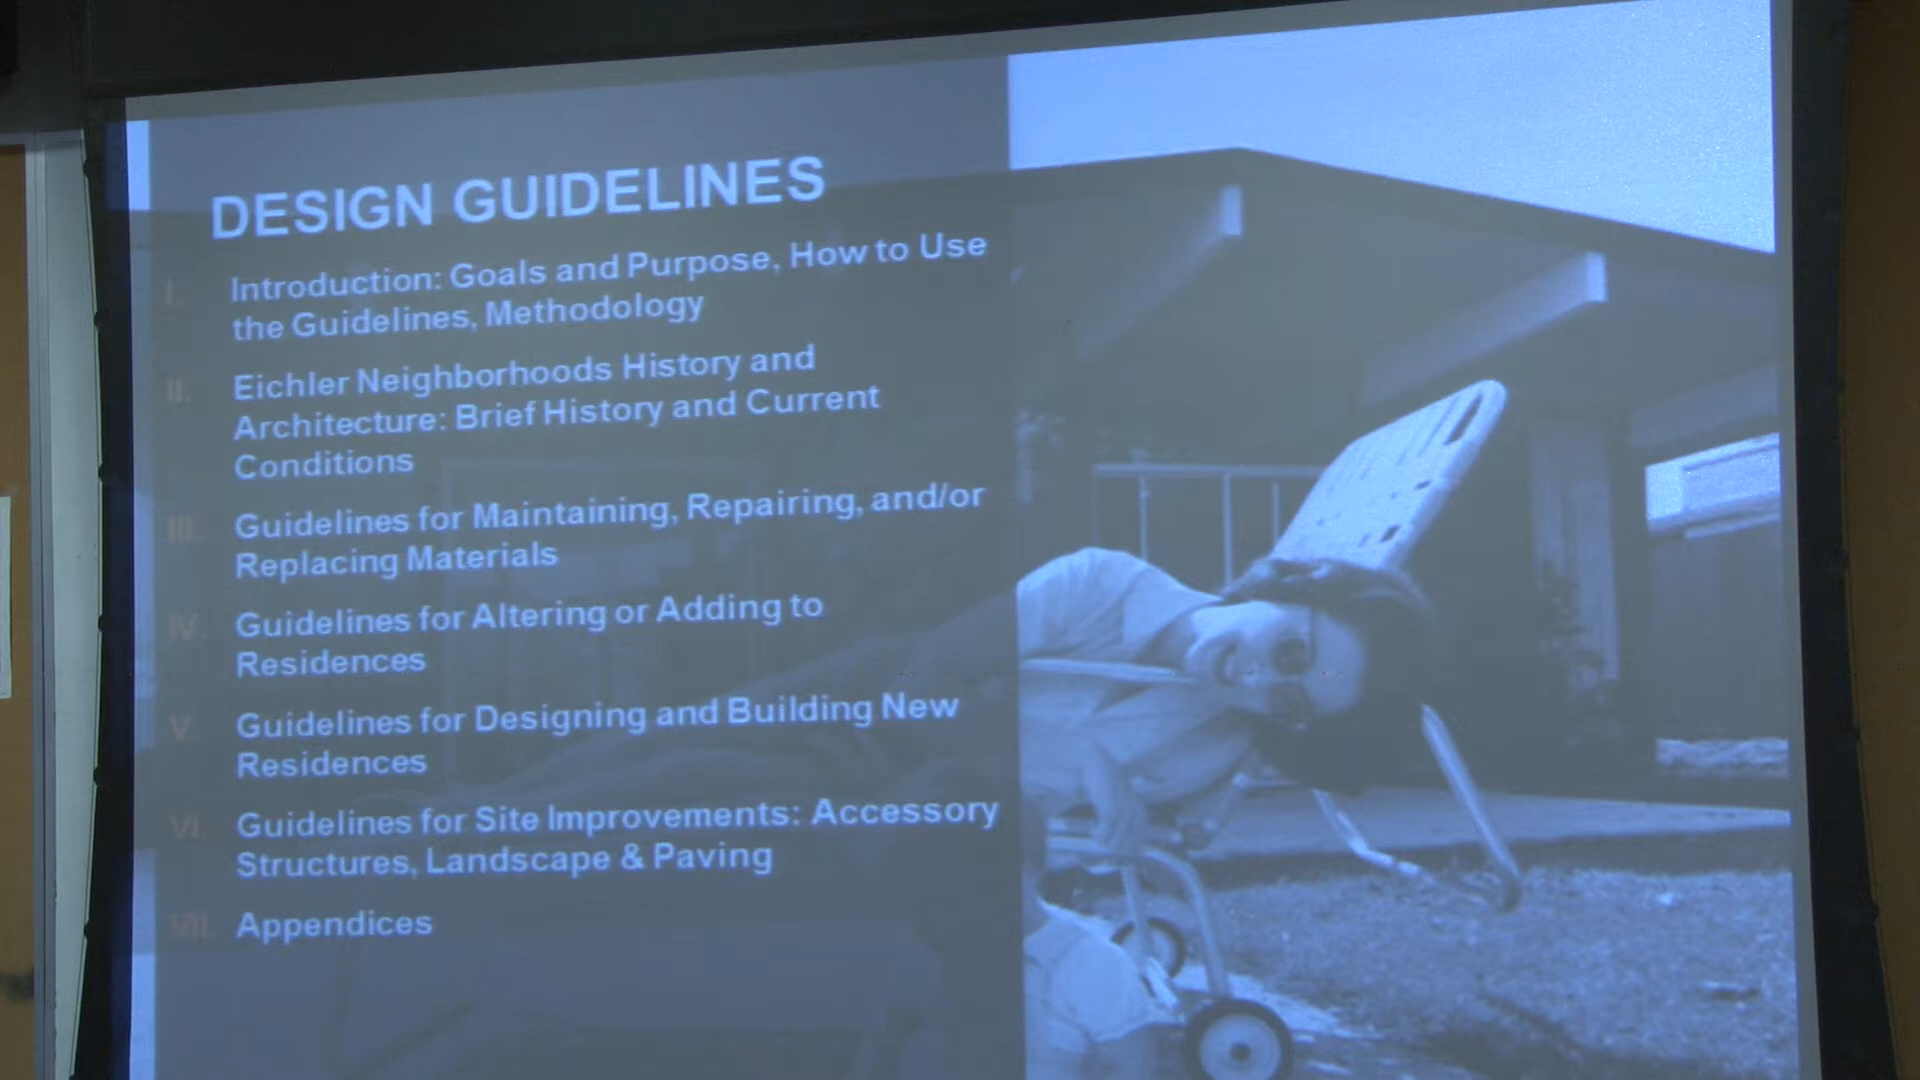 DESIGN GUIDELINES
I. Introduction: Goals and Purpose, How to Use
the Guidelines, Methodology
II. Eichler Neighborhoods History and
Architecture: Brief History and Current
Conditions
III. Guidelines for Maintaining, Repairing, and/or
Replacing Materials
IV. Guidelines for Altering or Adding to
Residences
V. Guidelines for Designing and Building New
Residences
VI. Guidelines for Site Improvements: Accessory
Structures, Landscape & Paving
VII. Appendices